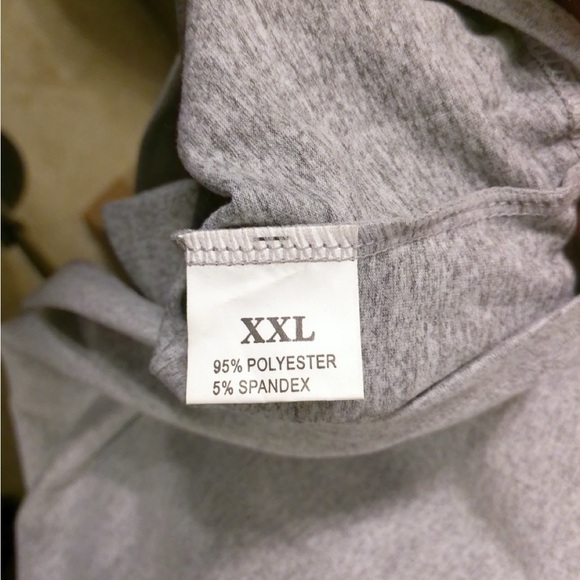 XXL
95% POLYESTER
5% SPANDEX